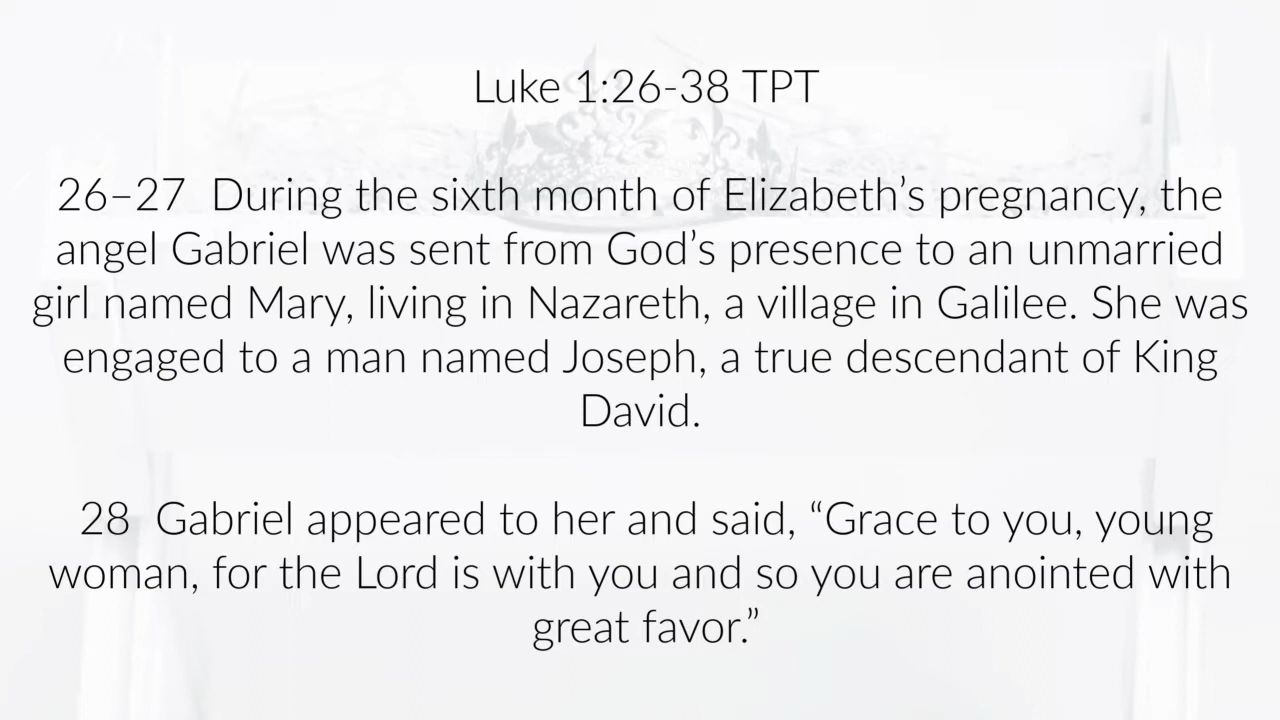 Luke 1:26-38 TPT
26–27 During the sixth month of Elizabeth’s pregnancy, the
angel Gabriel was sent from God’s presence to an unmarried
girl named Mary, living in Nazareth, a village in Galilee. She was
engaged to a man named Joseph, a true descendant of King
David.
28 Gabriel appeared to her and said, “Grace to you, young
woman, for the Lord is with you and so you are anointed with
great favor.”